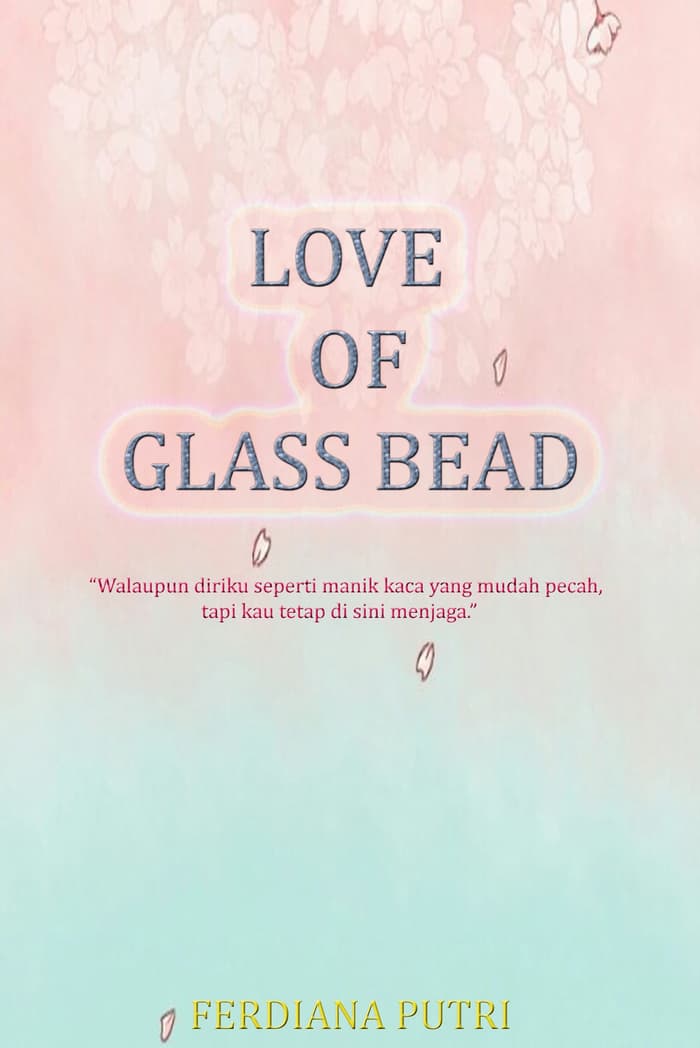 LOVE
OF
GLASS BEAD
“Walaupun diriku seperti manik kaca yang mudah pecah,
tapi kau tetap di sini menjaga.”
FERDIANA PUTRI